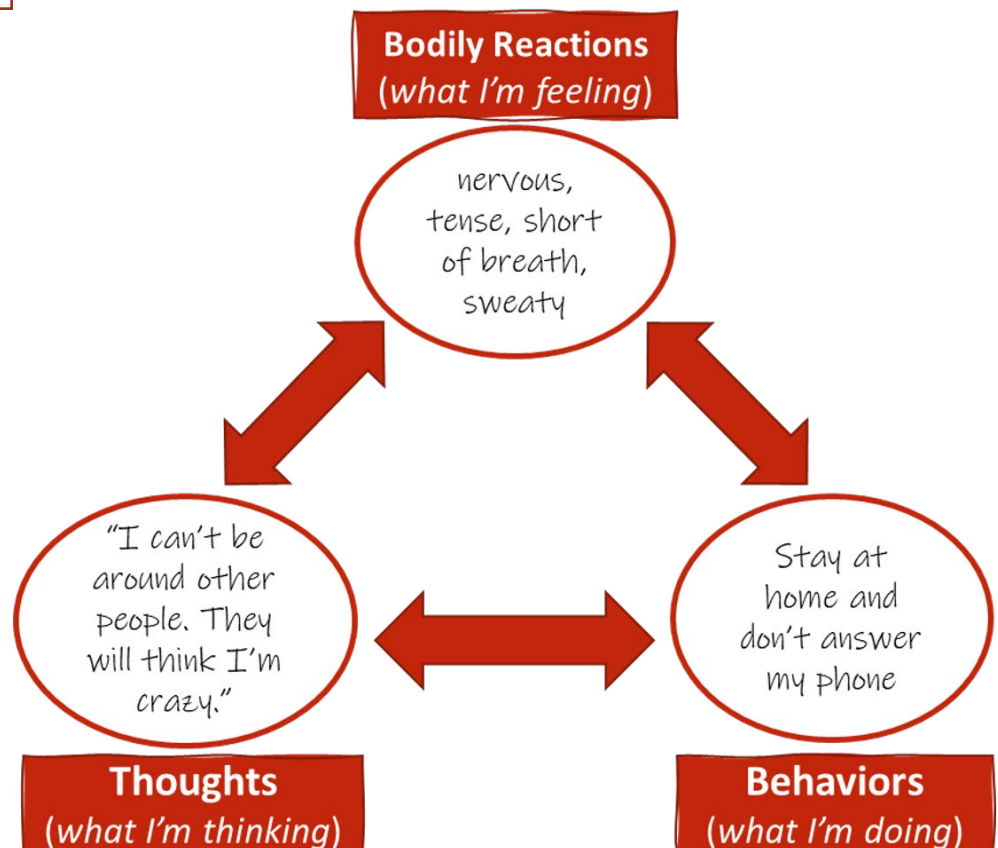 Bodily Reactions
(what I'm feeling)
nervous,
tense, short
of breath,
sweaty
"I can't be
around other
people. They
will think I'm
crazy."
Stay at
home and
don't answer
my phone
Thoughts
(what I'm thinking)
Behaviors
(what I'm doing)